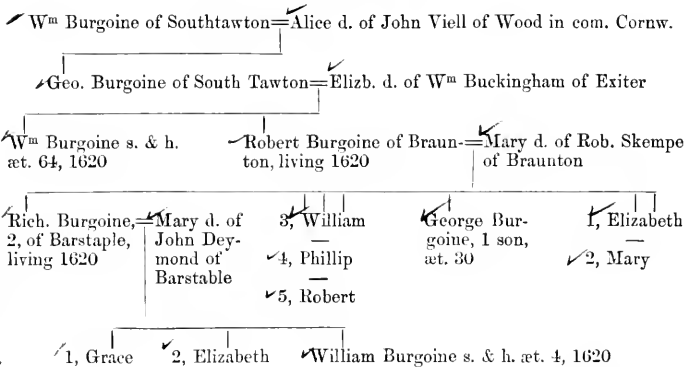 Wm Burgoine of Southtawton=Alice d. of John Viell of Wood in com. Cornw.
Geo. Burgoine of South Tawton=Elizb. d. of Wm Buckingham of Exiter
Wm Burgoine s. & h.
æt. 64, 1620
Robert Burgoine of Braun-
ton, living 1620
=Mary d. of Rob. Skempe
of Braunton
Rich. Burgoine,
2, of Barstaple,
living 1620
=Mary d. of
John Dey-
mond of
Barstable
3, William
—
4, Phillip
—
5, Robert
George Bur-
goine, 1 son,
æt. 30
1, Elizabeth
—
2, Mary
1, Grace
2, Elizabeth
William Burgoine s. & h. æt. 4, 1620